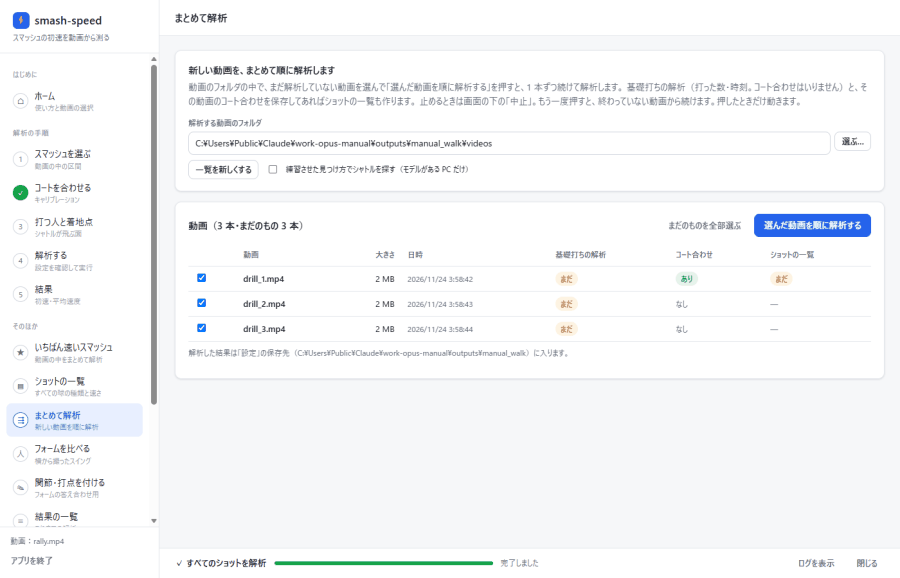 smash-speed
スマッシュの初速を動画から測る
はじめに
ホーム
使い方と動画の選択
解析の手順
1 スマッシュを選ぶ
動画の中の区間
✓ コートを合わせる
キャリブレーション
3 打つ人と着地点
シャトルが飛ぶ面
4 解析する
設定を確認して実行
5 結果
初速・平均速度
そのほか
いちばん速いスマッシュ
動画の中をまとめて解析
ショットの一覧
すべての球の種類と速さ
まとめて解析
新しい動画を順に解析
フォームを比べる
横から撮ったスイング
関節・打点を付ける
フォームの答え合わせ用
結果の一覧
動画：rally.mp4
アプリを終了
まとめて解析
新しい動画を、まとめて順に解析します
動画のフォルダの中で、まだ解析していない動画を選んで「選んだ動画を順に解析する」を押すと、1 本ずつ続けて解析します。基礎打ちの解析（打った数・時刻。コート合わせはいりません）と、そ
の動画のコート合わせを保存してあればショットの一覧も作ります。 止めるときは画面の下の「中止」。もう一度押すと、終わっていない動画から続けます。押したときだけ動きます。
解析する動画のフォルダ
C:¥Users¥Public¥Claude¥work-opus-manual¥outputs¥manual_walk¥videos
選ぶ...
一覧を新しくする
練習させた見つけ方でシャトルを探す（モデルがある PC だけ）
動画（3 本・まだのもの 3 本）
まだのものを全部選ぶ
選んだ動画を順に解析する
動画 大きさ 日時 基礎打ちの解析 コート合わせ ショットの一覧
drill_1.mp4 2 MB 2026/11/24 3:58:42 まだ あり まだ
drill_2.mp4 2 MB 2026/11/24 3:58:43 まだ なし —
drill_3.mp4 2 MB 2026/11/24 3:58:44 まだ なし —
解析した結果は「設定」の保存先（C:¥Users¥Public¥Claude¥work-opus-manual¥outputs¥manual_walk）に入ります。
✓ すべてのショットを解析
完了しました
ログを表示
閉じる